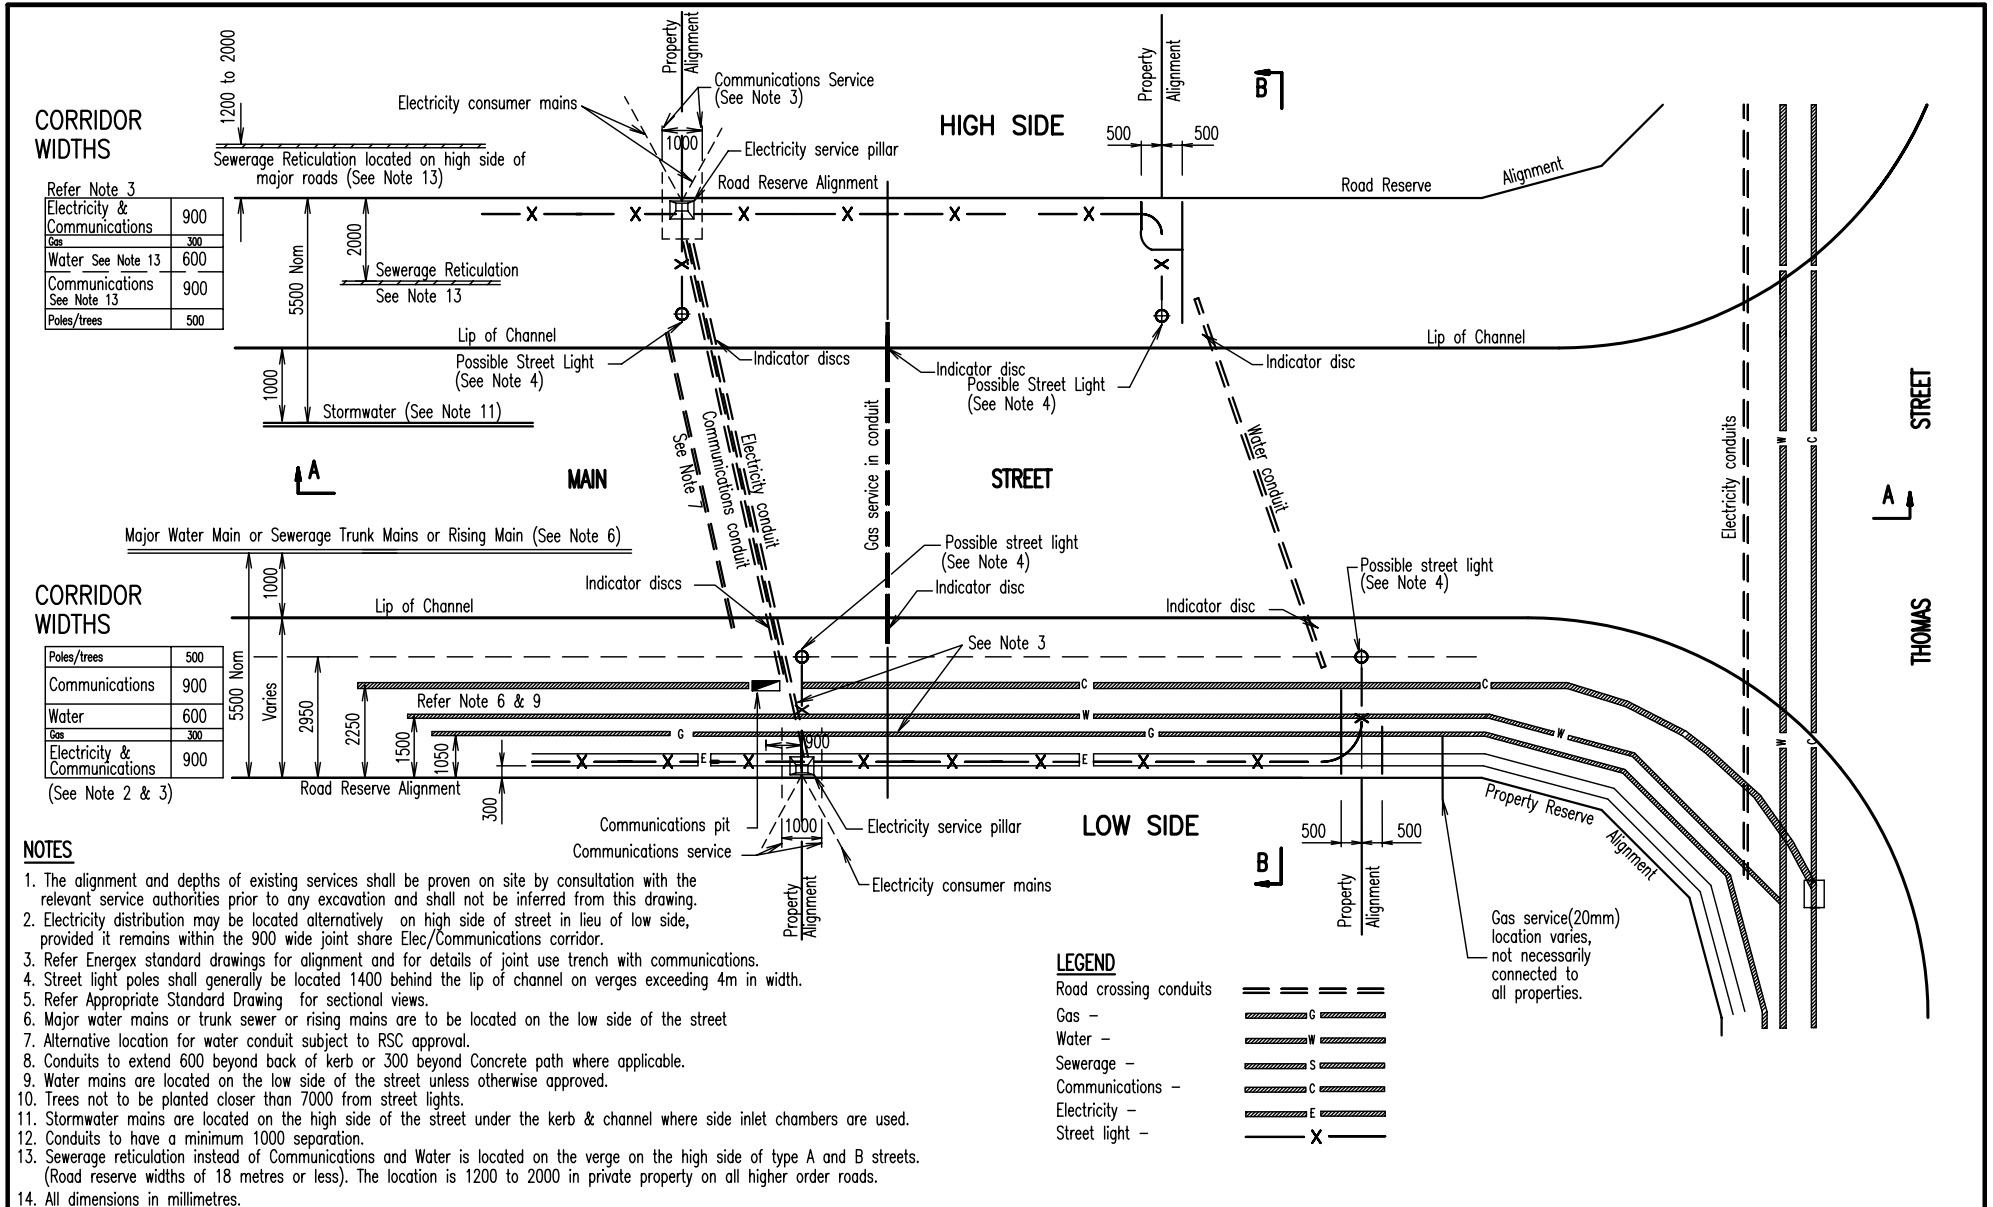 1200 to 2000
Property
Alignment
Communications Service
(See Note 3)
Electricity consumer mains
1000
Electricity service pillar
HIGH SIDE
Property
Alignment
B
500
500
CORRIDOR
WIDTHS
Sewerage Reticulation located on high side of
major roads (See Note 13)
Road Reserve Alignment
Road Reserve
Alignment
Refer Note 3
Electricity &
Communications
900
Gas
300
Water See Note 13
600
Communications
See Note 13
900
Poles/trees
500
5500 Nom
2000
X X X X X X
X
X
Sewerage Reticulation
See Note 13
Lip of Channel
Lip of Channel
Possible Street Light
(See Note 4)
Indicator discs
Indicator disc
Possible Street Light
(See Note 4)
Indicator disc
1000
Stormwater (See Note 11)
See Note 7
Communications conduit
Electricity conduit
Gas service in conduit
Water conduit
Electricity conduits
W
C
W
C
W
C
THOMAS STREET
A
MAIN STREET
A
Major Water Main or Sewerage Trunk Mains or Rising Main (See Note 6)
1000
Possible street light
(See Note 4)
Indicator discs
Indicator disc
Possible street light
(See Note 4)
Indicator disc
CORRIDOR
WIDTHS
Lip of Channel
See Note 3
Poles/trees
500
Communications
900
Water
600
Gas
300
Electricity &
Communications
900
(See Note 2 & 3)
5500 Nom
Varies
2950
2250
1500
1050
300
Refer Note 6 & 9
C C
W W
G G
900
E E
X X X X X X X X
X
X
Road Reserve Alignment
Property Reserve
Alignment
1000
Communications pit
Communications service
Electricity service pillar
Electricity consumer mains
Property
Alignment
LOW SIDE
B
500
500
Property
Alignment
Gas service(20mm)
location varies,
not necessarily
connected to
all properties.
NOTES
1. The alignment and depths of existing services shall be proven on site by consultation with the
relevant service authorities prior to any excavation and shall not be inferred from this drawing.
2. Electricity distribution may be located alternatively on high side of street in lieu of low side,
provided it remains within the 900 wide joint share Elec/Communications corridor.
3. Refer Energex standard drawings for alignment and for details of joint use trench with communications.
4. Street light poles shall generally be located 1400 behind the lip of channel on verges exceeding 4m in width.
5. Refer Appropriate Standard Drawing for sectional views.
6. Major water mains or trunk sewer or rising mains are to be located on the low side of the street
7. Alternative location for water conduit subject to RSC approval.
8. Conduits to extend 600 beyond back of kerb or 300 beyond Concrete path where applicable.
9. Water mains are located on the low side of the street unless otherwise approved.
10. Trees not to be planted closer than 7000 from street lights.
11. Stormwater mains are located on the high side of the street under the kerb & channel where side inlet chambers are used.
12. Conduits to have a minimum 1000 separation.
13. Sewerage reticulation instead of Communications and Water is located on the verge on the high side of type A and B streets.
(Road reserve widths of 18 metres or less). The location is 1200 to 2000 in private property on all higher order roads.
14. All dimensions in millimetres.
LEGEND
Road crossing conduits
Gas – G
Water – W
Sewerage – S
Communications – C
Electricity – E
Street light – X